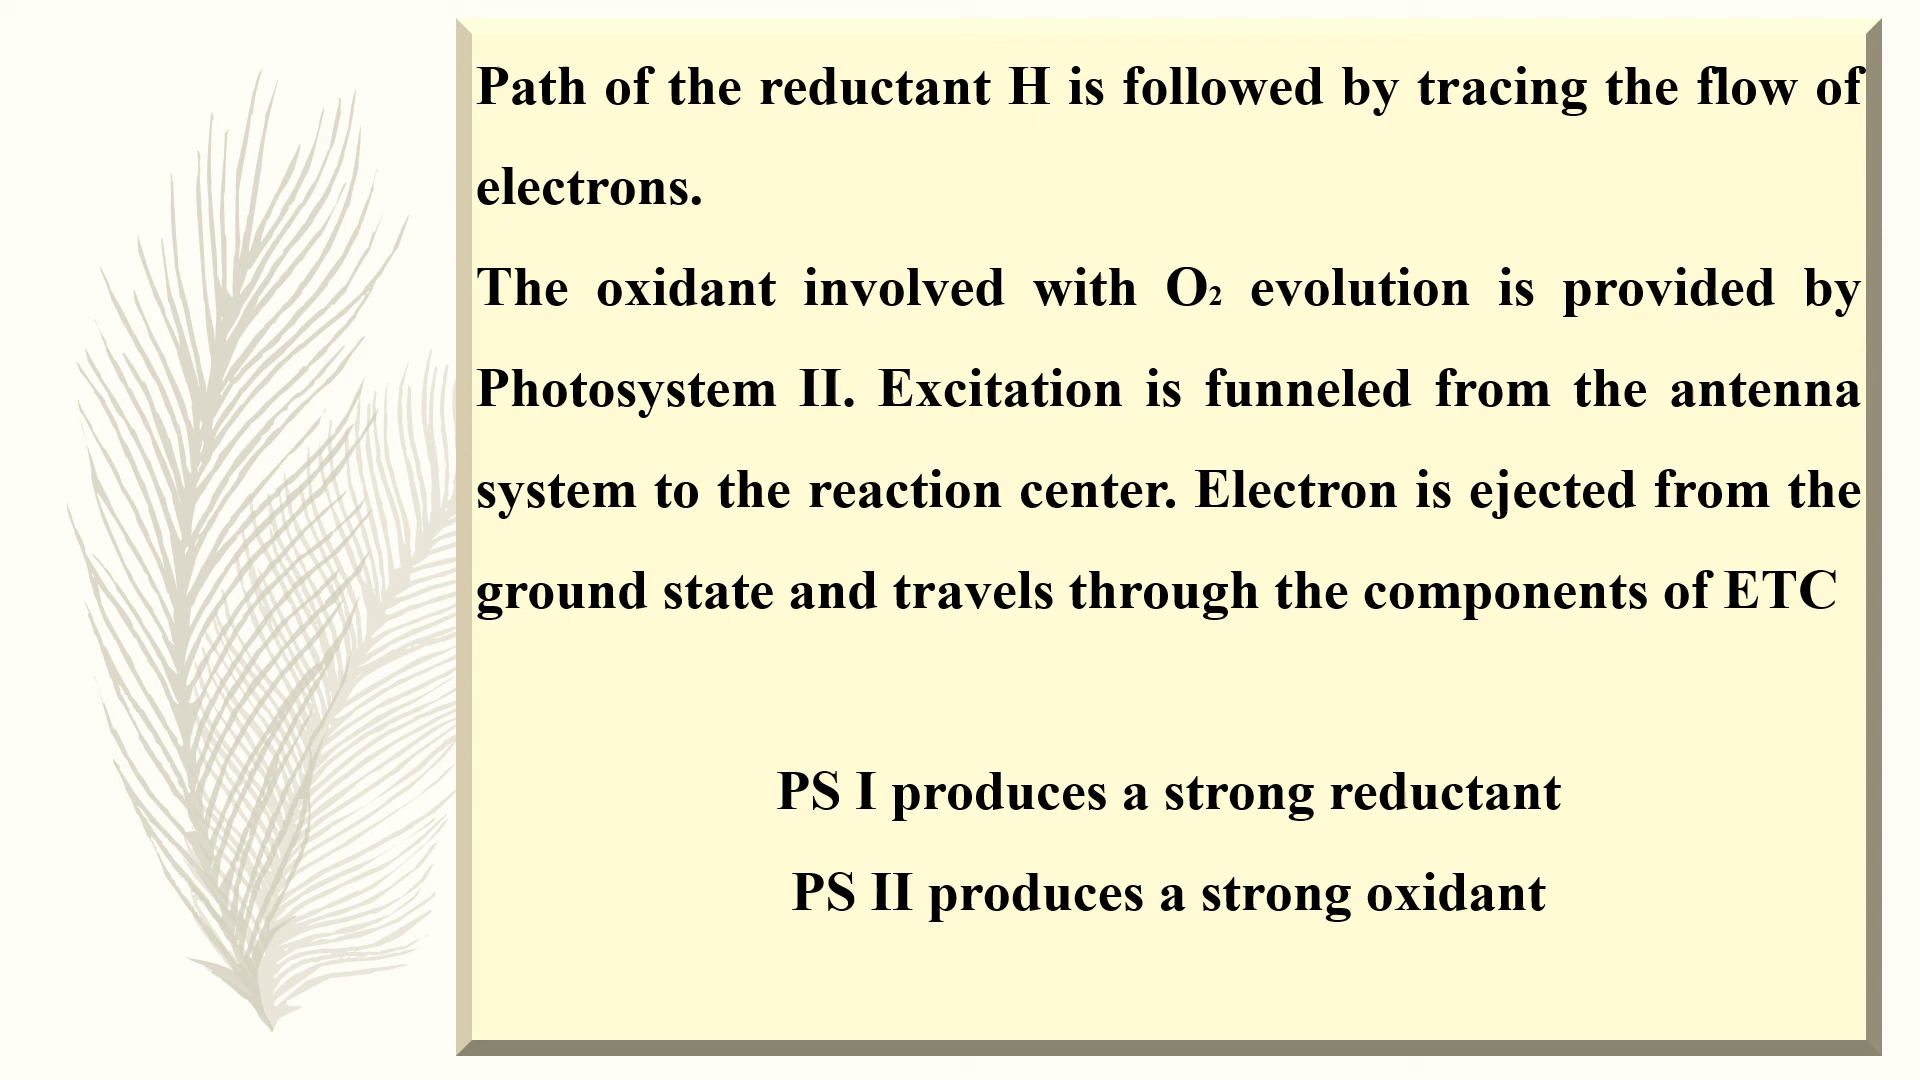 Path of the reductant H is followed by tracing the flow of
electrons.
The oxidant involved with O₂ evolution is provided by
Photosystem II. Excitation is funneled from the antenna
system to the reaction center. Electron is ejected from the
ground state and travels through the components of ETC
PS I produces a strong reductant
PS II produces a strong oxidant